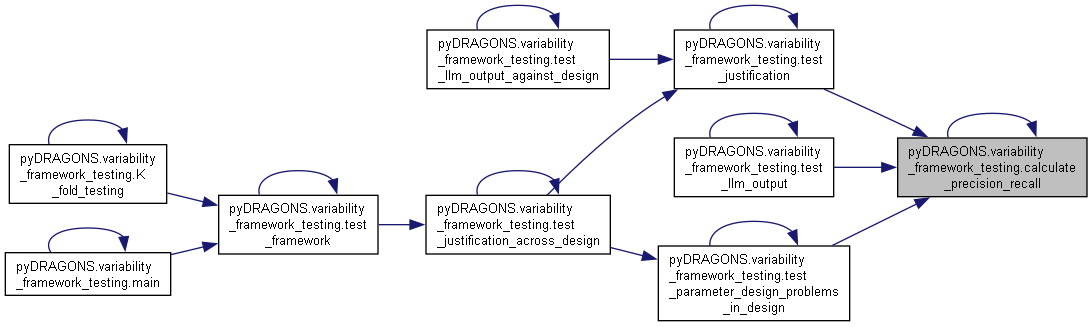 pyDRAGONS.variability
_framework_testing.test
_llm_output_against_design
pyDRAGONS.variability
_framework_testing.test
_justification
pyDRAGONS.variability
_framework_testing.K
_fold_testing
pyDRAGONS.variability
_framework_testing.test
_llm_output
pyDRAGONS.variability
_framework_testing.calculate
_precision_recall
pyDRAGONS.variability
_framework_testing.test
_framework
pyDRAGONS.variability
_framework_testing.test
_justification_across_design
pyDRAGONS.variability
_framework_testing.main
pyDRAGONS.variability
_framework_testing.test
_parameter_design_problems
_in_design